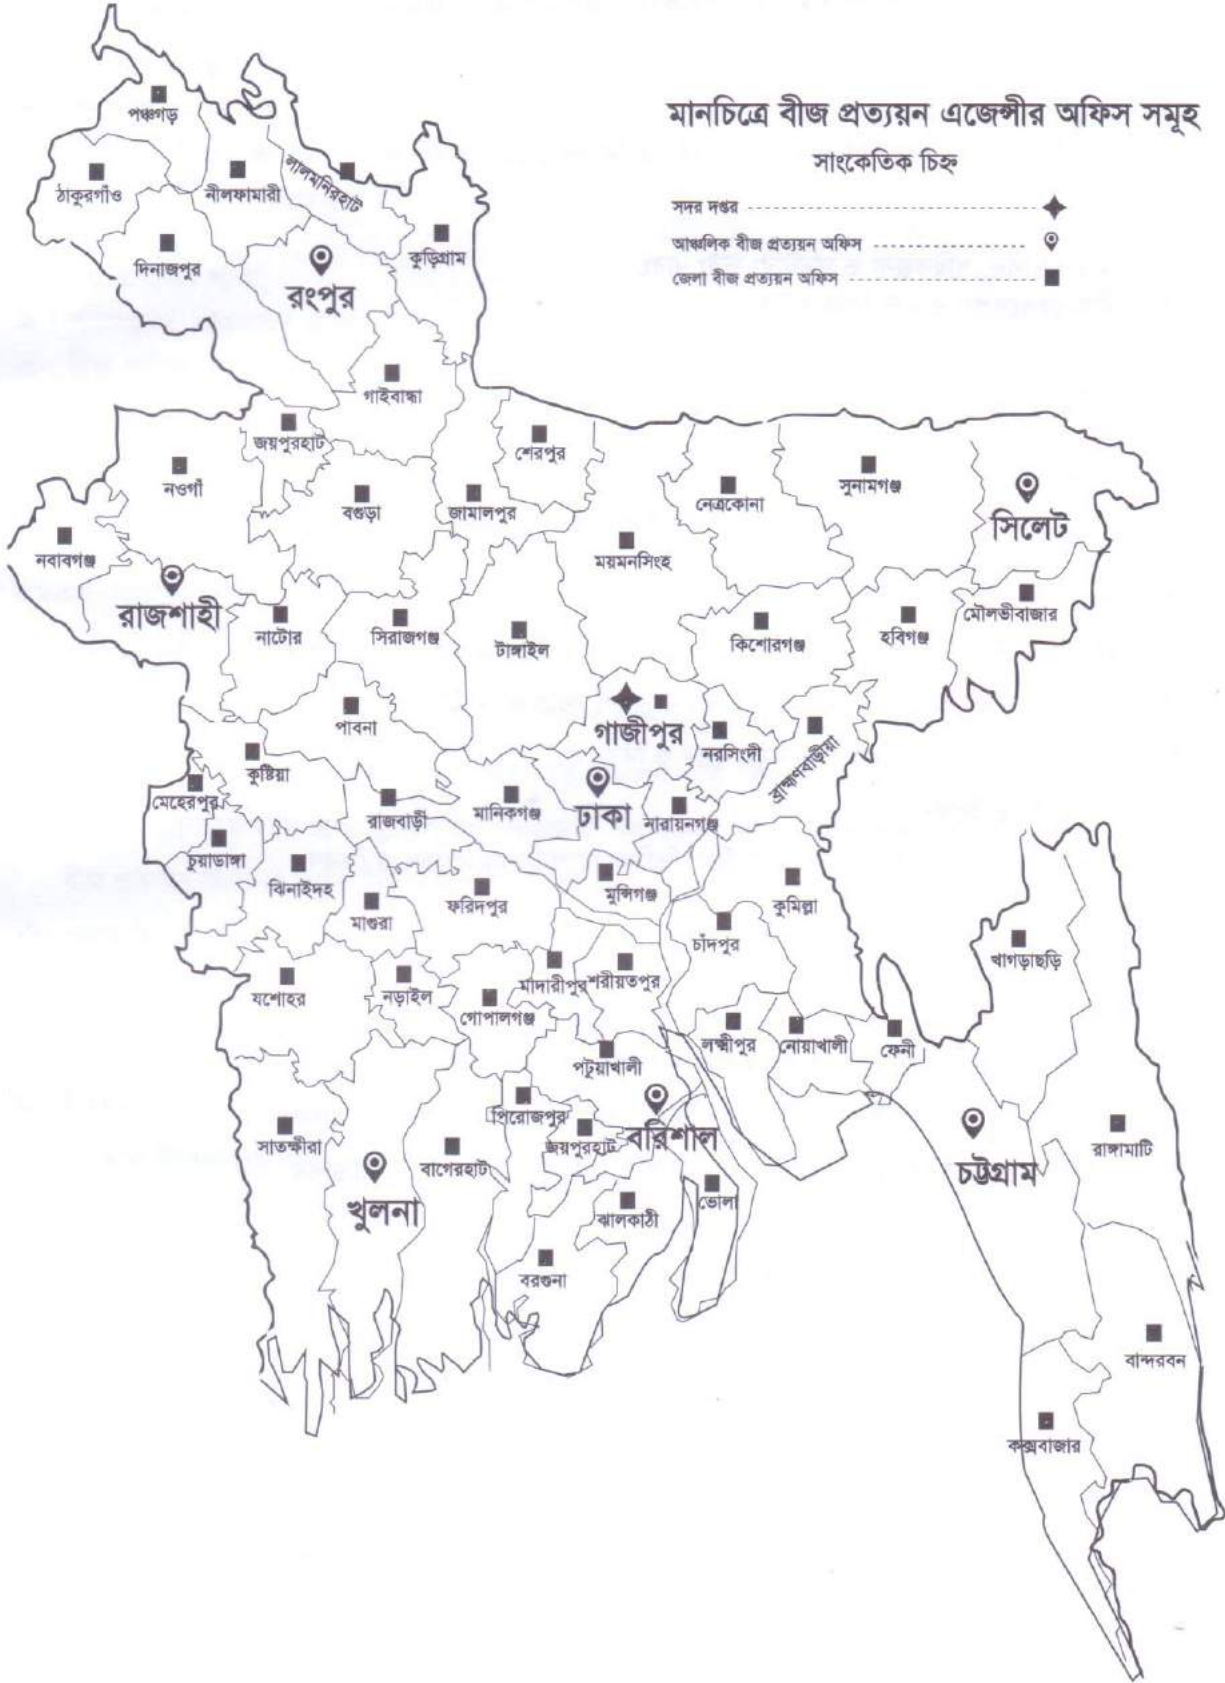 মানচিত্রে বীজ প্রত্যয়ন এজেন্সীর অফিস সমূহ
সাংকেতিক চিহ্ন
সদর দপ্তর
আঞ্চলিক বীজ প্রত্যয়ন অফিস
জেলা বীজ প্রত্যয়ন অফিস
পঞ্চগড়
ঠাকুরগাঁও
নীলফামারী
লালমনিরহাট
কুড়িগ্রাম
দিনাজপুর
রংপুর
গাইবান্ধা
জয়পুরহাট
শেরপুর
নওগাঁ
বগুড়া
জামালপুর
নেত্রকোনা
সুনামগঞ্জ
সিলেট
নবাবগঞ্জ
ময়মনসিংহ
রাজশাহী
নাটোর
সিরাজগঞ্জ
টাঙ্গাইল
কিশোরগঞ্জ
হবিগঞ্জ
মৌলভীবাজার
পাবনা
গাজীপুর
নরসিংদী
ব্রাহ্মণবাড়ীয়া
কুষ্টিয়া
মেহেরপুর
রাজবাড়ী
মানিকগঞ্জ
ঢাকা
নারায়নগঞ্জ
চুয়াডাঙ্গা
ঝিনাইদহ
মাগুরা
ফরিদপুর
মুন্সিগঞ্জ
কুমিল্লা
চাঁদপুর
খাগড়াছড়ি
যশোহর
নড়াইল
গোপালগঞ্জ
মাদারীপুর
শরীয়তপুর
লক্ষ্মীপুর
নোয়াখালী
ফেনী
পটুয়াখালী
পিরোজপুর
জয়পুরহাট
বরিশাল
সাতক্ষীরা
বাগেরহাট
খুলনা
চট্টগ্রাম
রাঙ্গামাটি
ভোলা
ঝালকাঠী
বরগুনা
বান্দরবন
কক্সবাজার